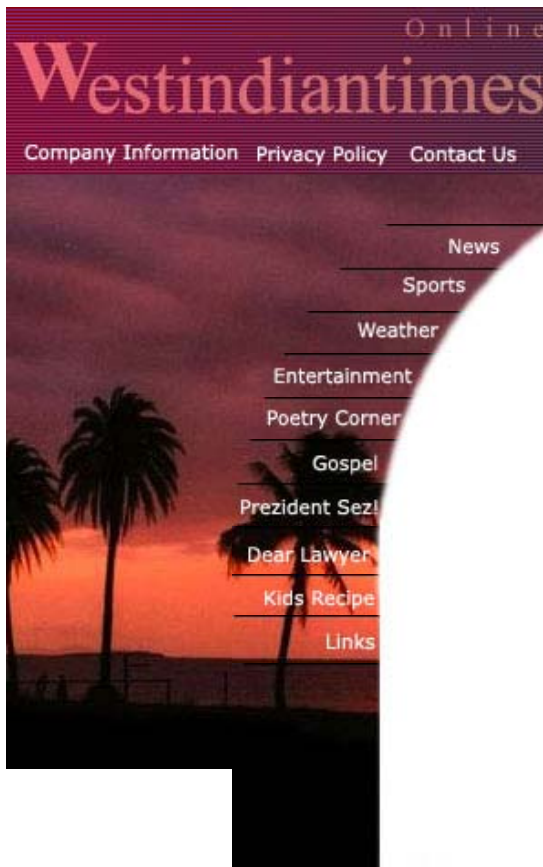 Online
Westindiantimes
Company Information Privacy Policy Contact Us
News
Sports
Weather
Entertainment
Poetry Corner
Gospel
Prezident Sez!
Dear Lawyer
Kids Recipe
Links